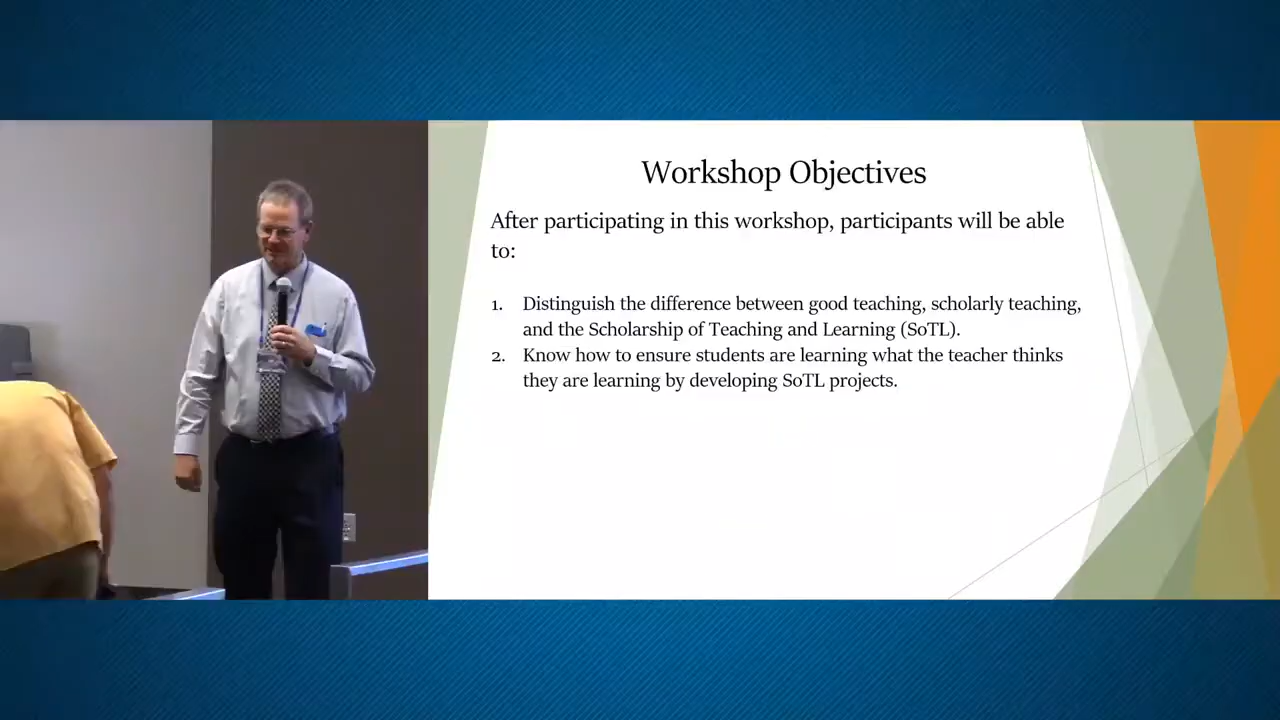 Workshop Objectives
After participating in this workshop, participants will be able
to:
1. Distinguish the difference between good teaching, scholarly teaching,
and the Scholarship of Teaching and Learning (SoTL).
2. Know how to ensure students are learning what the teacher thinks
they are learning by developing SoTL projects.